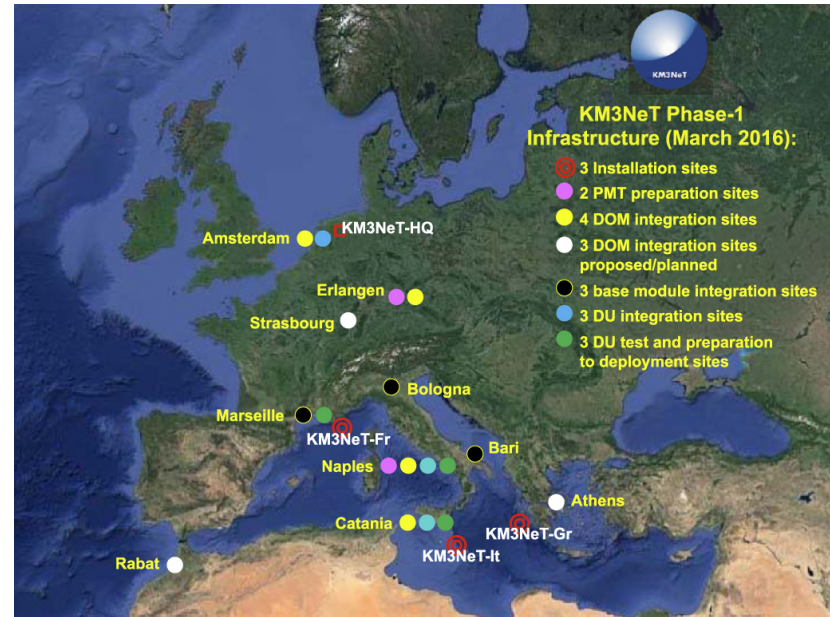 KM3NeT
KM3NeT Phase-1
Infrastructure (March 2016):
3 Installation sites
2 PMT preparation sites
4 DOM integration sites
3 DOM integration sites
proposed/planned
3 base module integration sites
3 DU integration sites
3 DU test and preparation
to deployment sites
KM3NeT-HQ
Amsterdam
Erlangen
Strasbourg
Bologna
Marseille
KM3NeT-Fr
Bari
Naples
Athens
Catania
KM3NeT-Gr
KM3NeT-It
Rabat